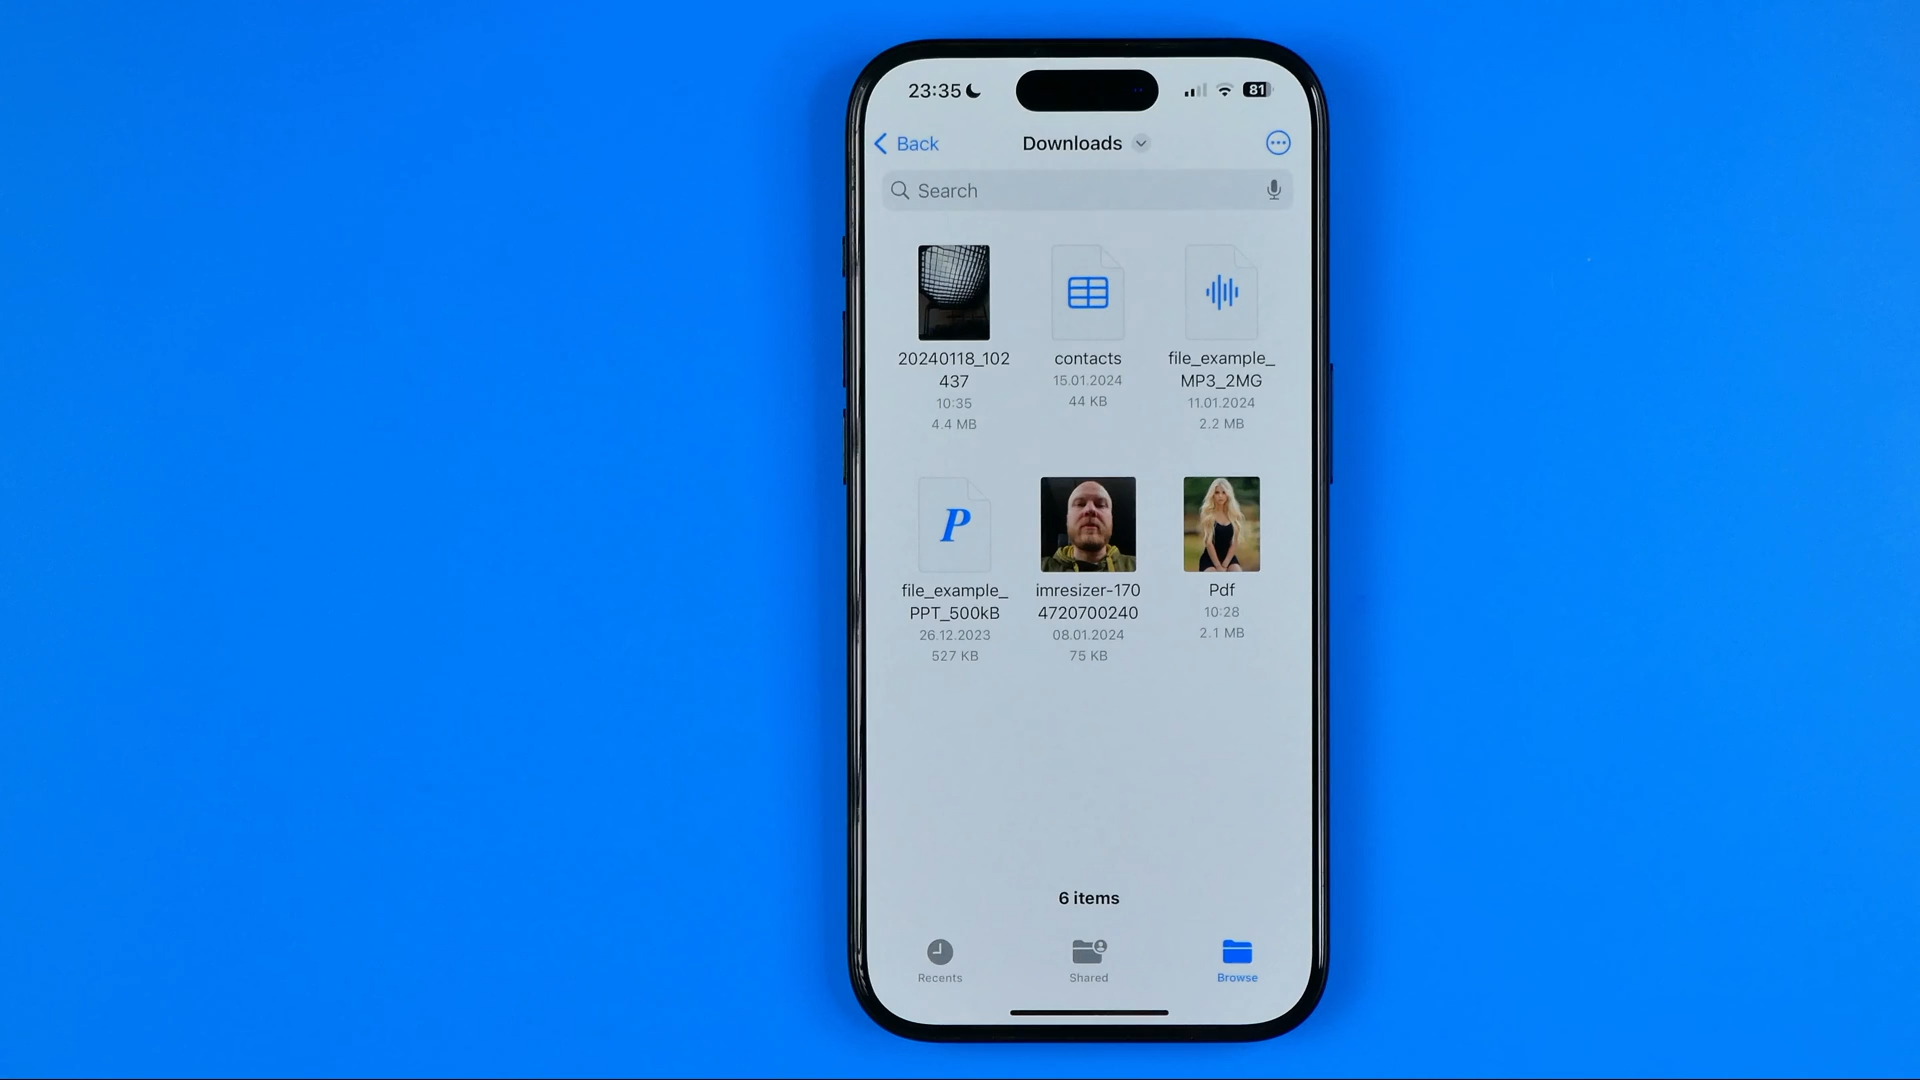 23:35
81
Back
Downloads
Search
20240118_102
437
10:35
4.4 MB
contacts
15.01.2024
44 KB
file_example_
MP3_2MG
11.01.2024
2.2 MB
P
file_example_
PPT_500kB
26.12.2023
527 KB
imresizer-170
4720700240
08.01.2024
75 KB
Pdf
10:28
2.1 MB
6 items
Recents
Shared
Browse